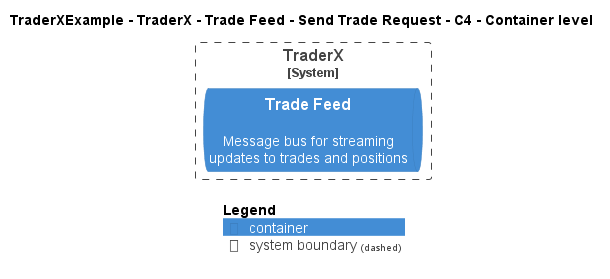 TraderXExample - TraderX - Trade Feed - Send Trade Request - C4 - Container level
TraderX
[System]
Trade Feed
Message bus for streaming
updates to trades and positions
Legend
container
system boundary (dashed)